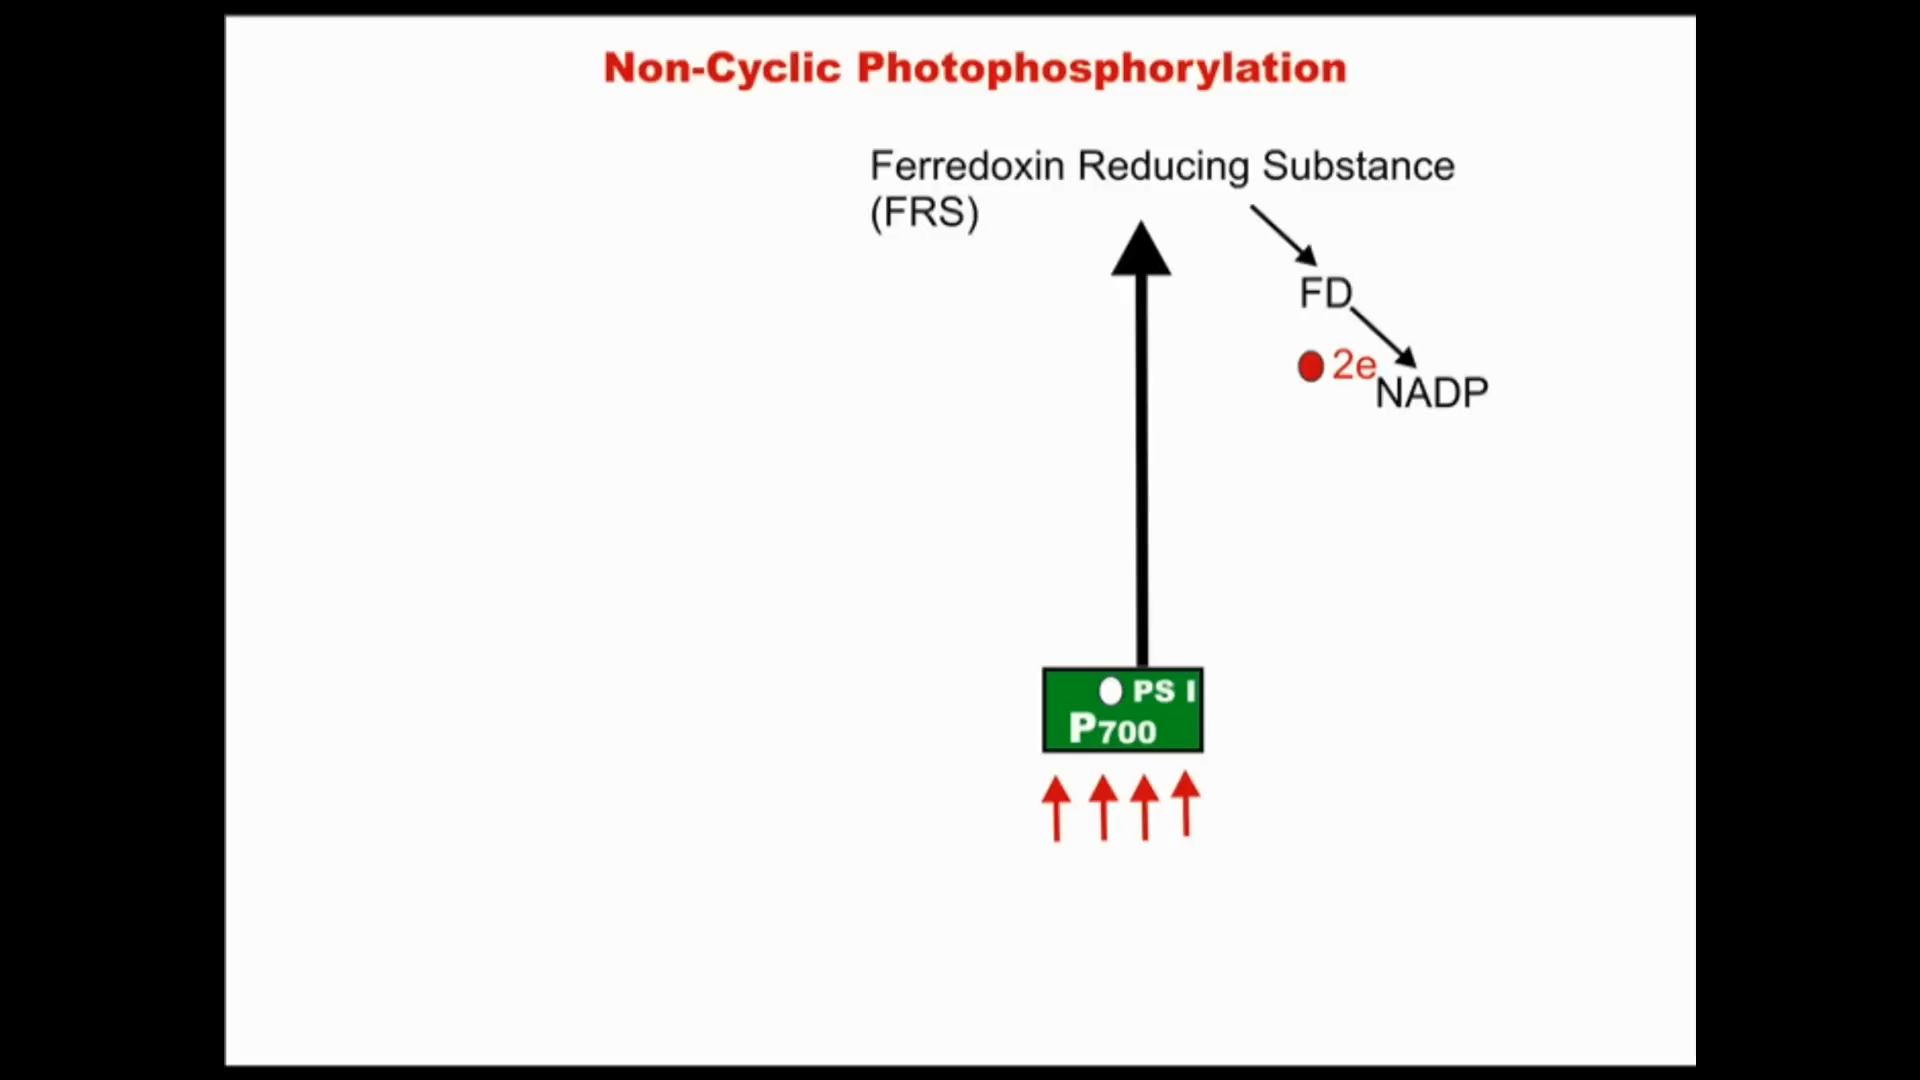 Non-Cyclic Photophosphorylation
Ferredoxin Reducing Substance
(FRS)
FD
2e
NADP
PS I
P700